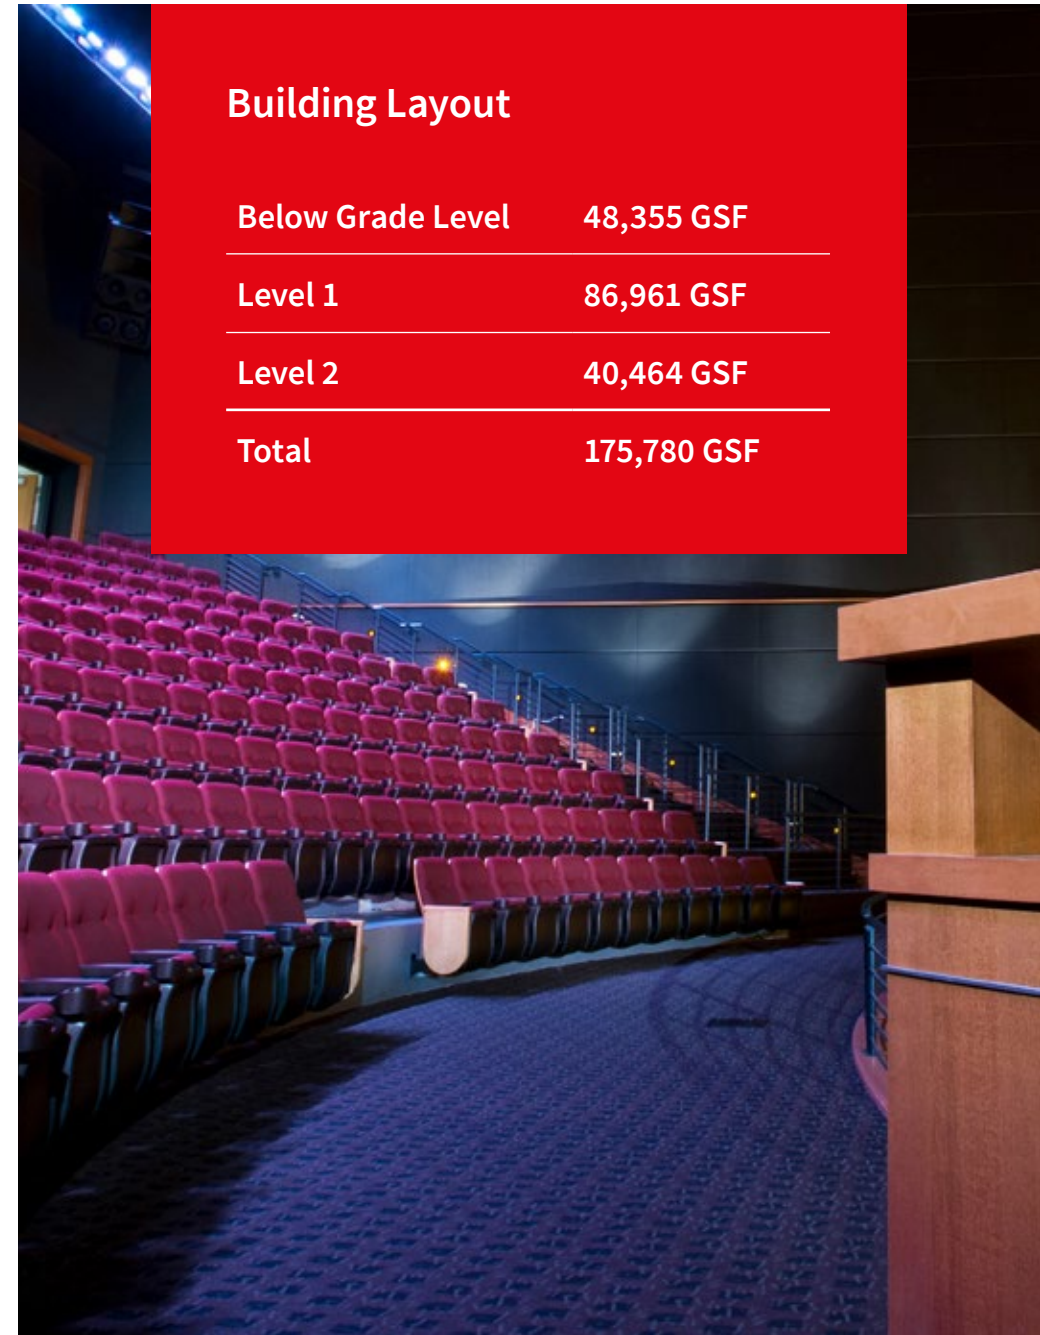 Building Layout
Below Grade Level 48,355 GSF
Level 1 86,961 GSF
Level 2 40,464 GSF
Total 175,780 GSF